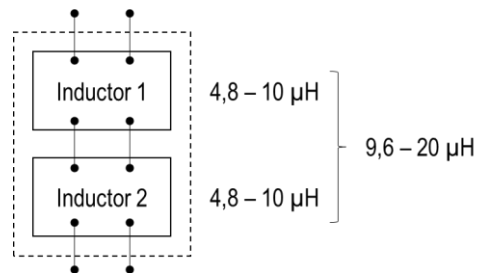 Inductor 1
4,8 – 10 µH
9,6 – 20 µH
Inductor 2
4,8 – 10 µH